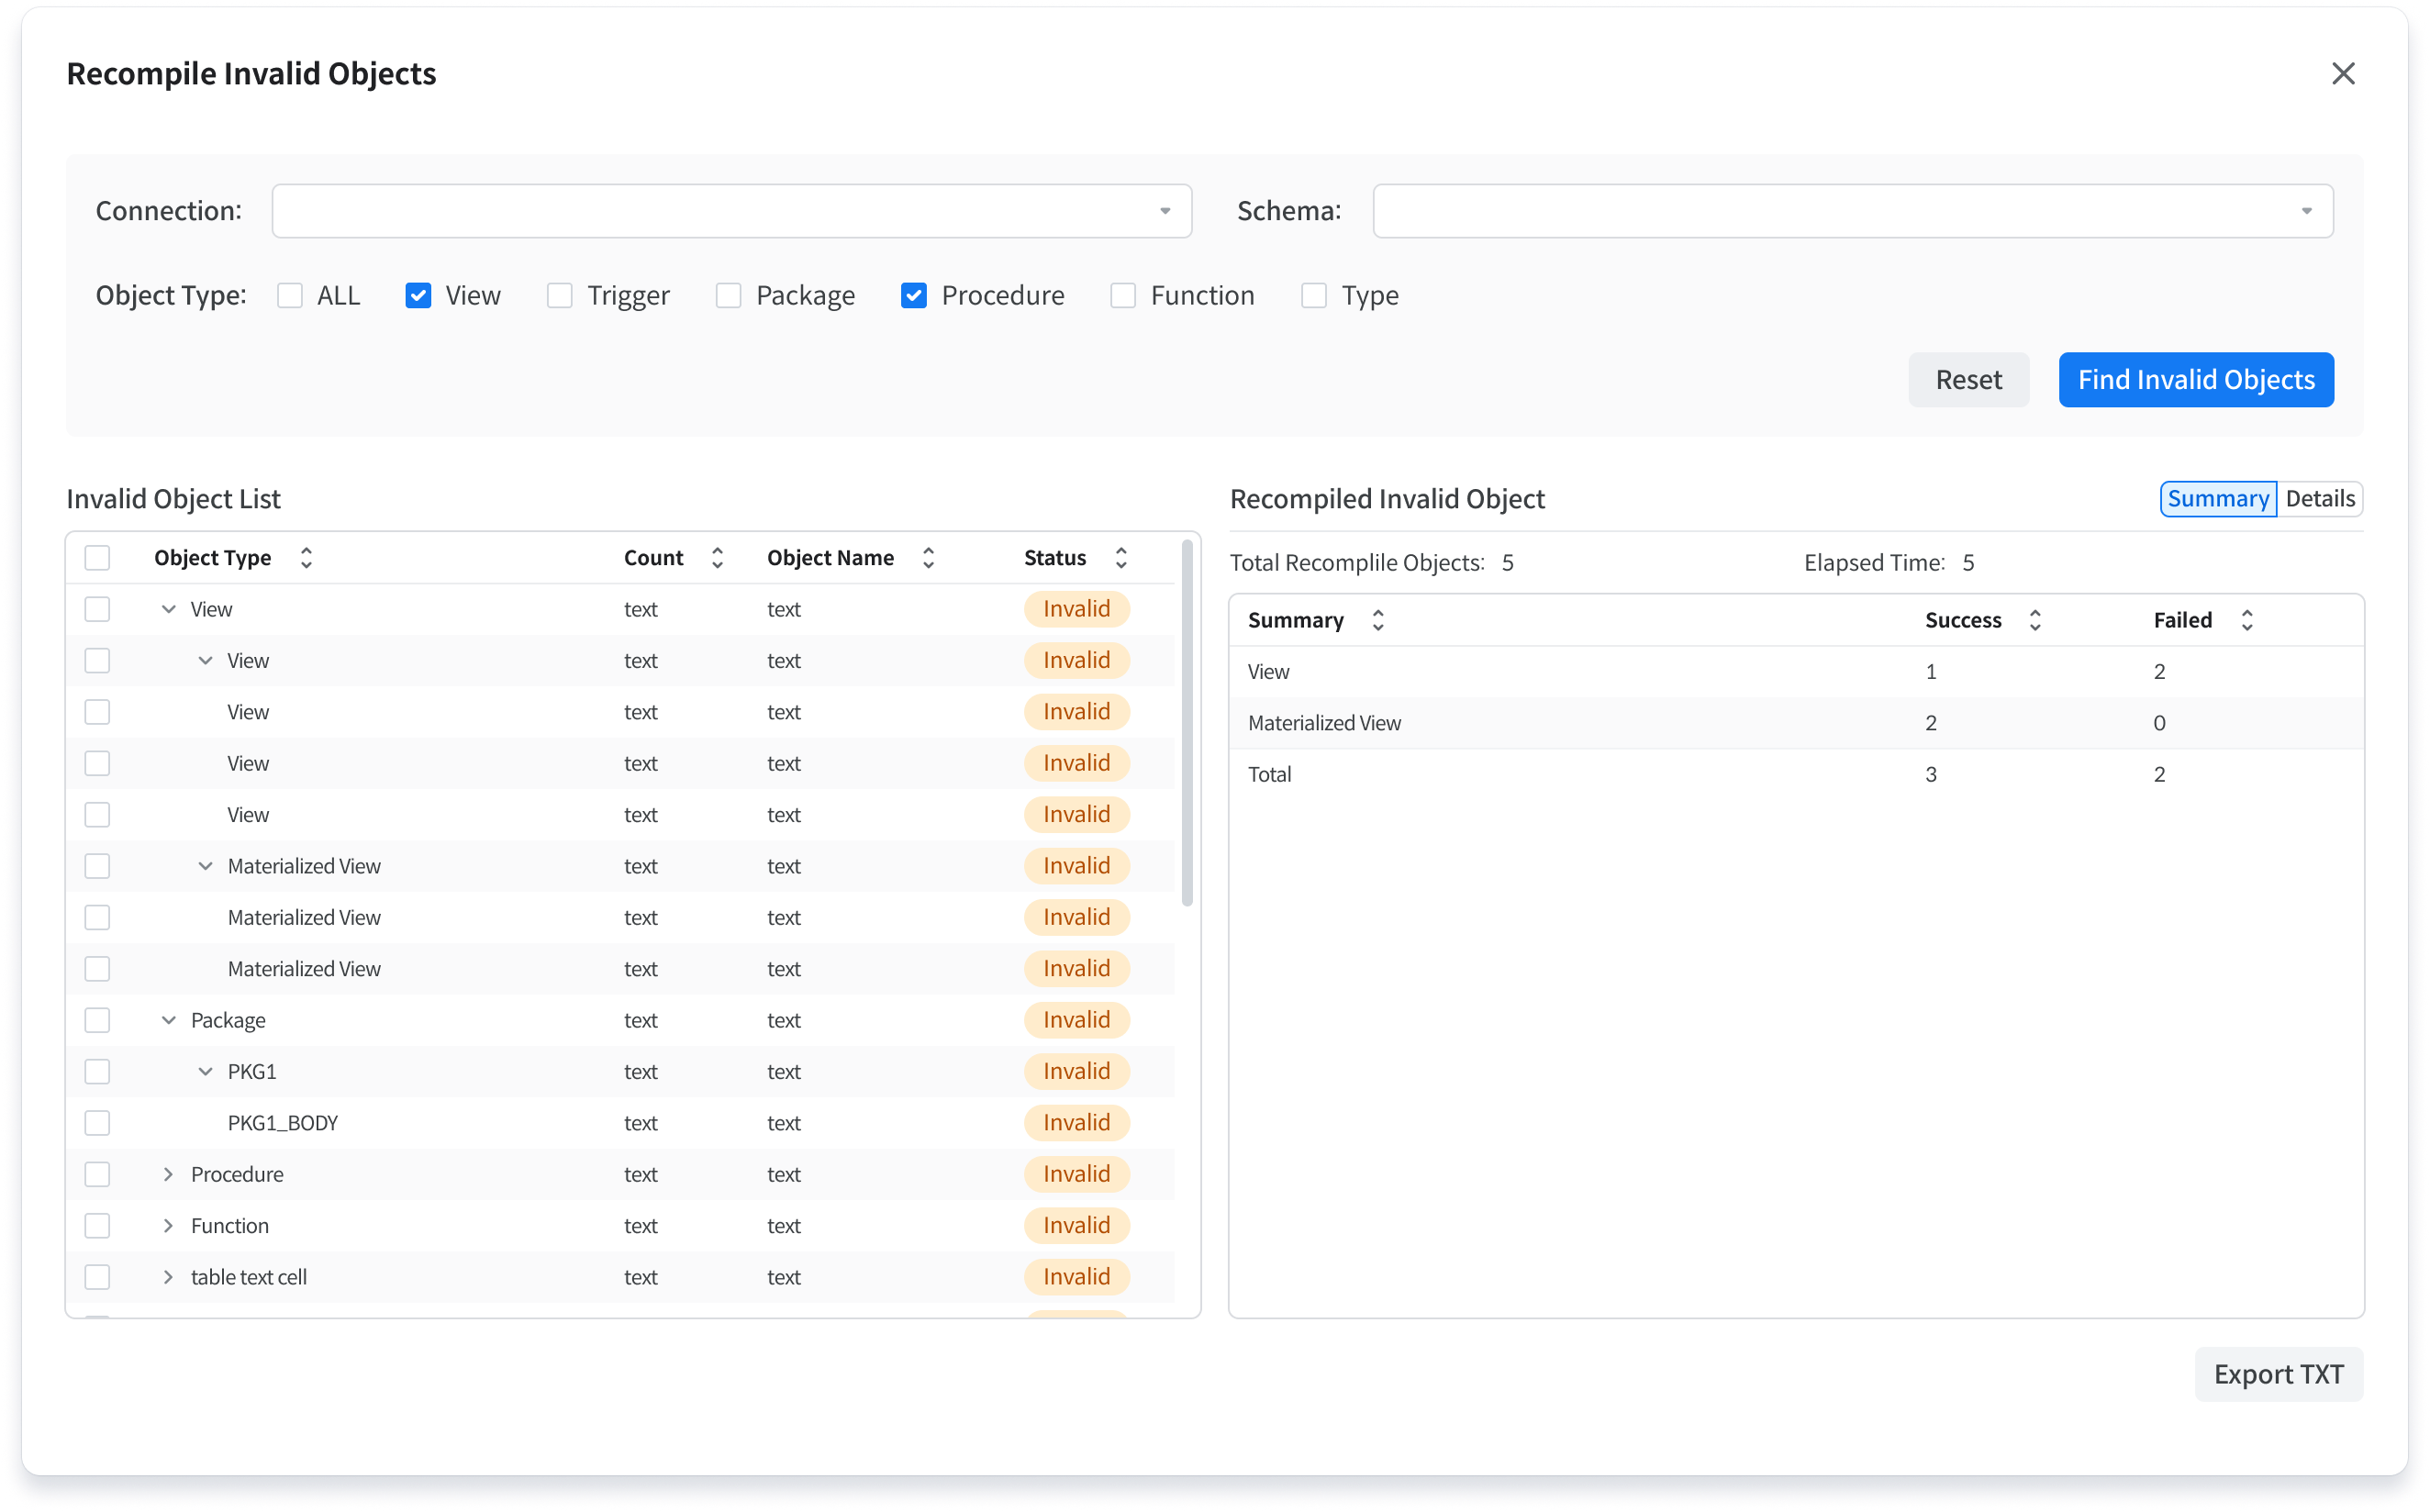 Recompile Invalid Objects
Connection: Schema:
Object Type: ALL View Trigger Package Procedure Function Type
Reset Find Invalid Objects
Invalid Object List
Object Type Count Object Name Status
View text text Invalid
View text text Invalid
View text text Invalid
View text text Invalid
View text text Invalid
Materialized View text text Invalid
Materialized View text text Invalid
Materialized View text text Invalid
Package text text Invalid
PKG1 text text Invalid
PKG1_BODY text text Invalid
Procedure text text Invalid
Function text text Invalid
table text cell text text Invalid
Recompiled Invalid Object Summary Details
Total Recomplile Objects: 5 Elapsed Time: 5
Summary Success Failed
View 1 2
Materialized View 2 0
Total 3 2
Export TXT